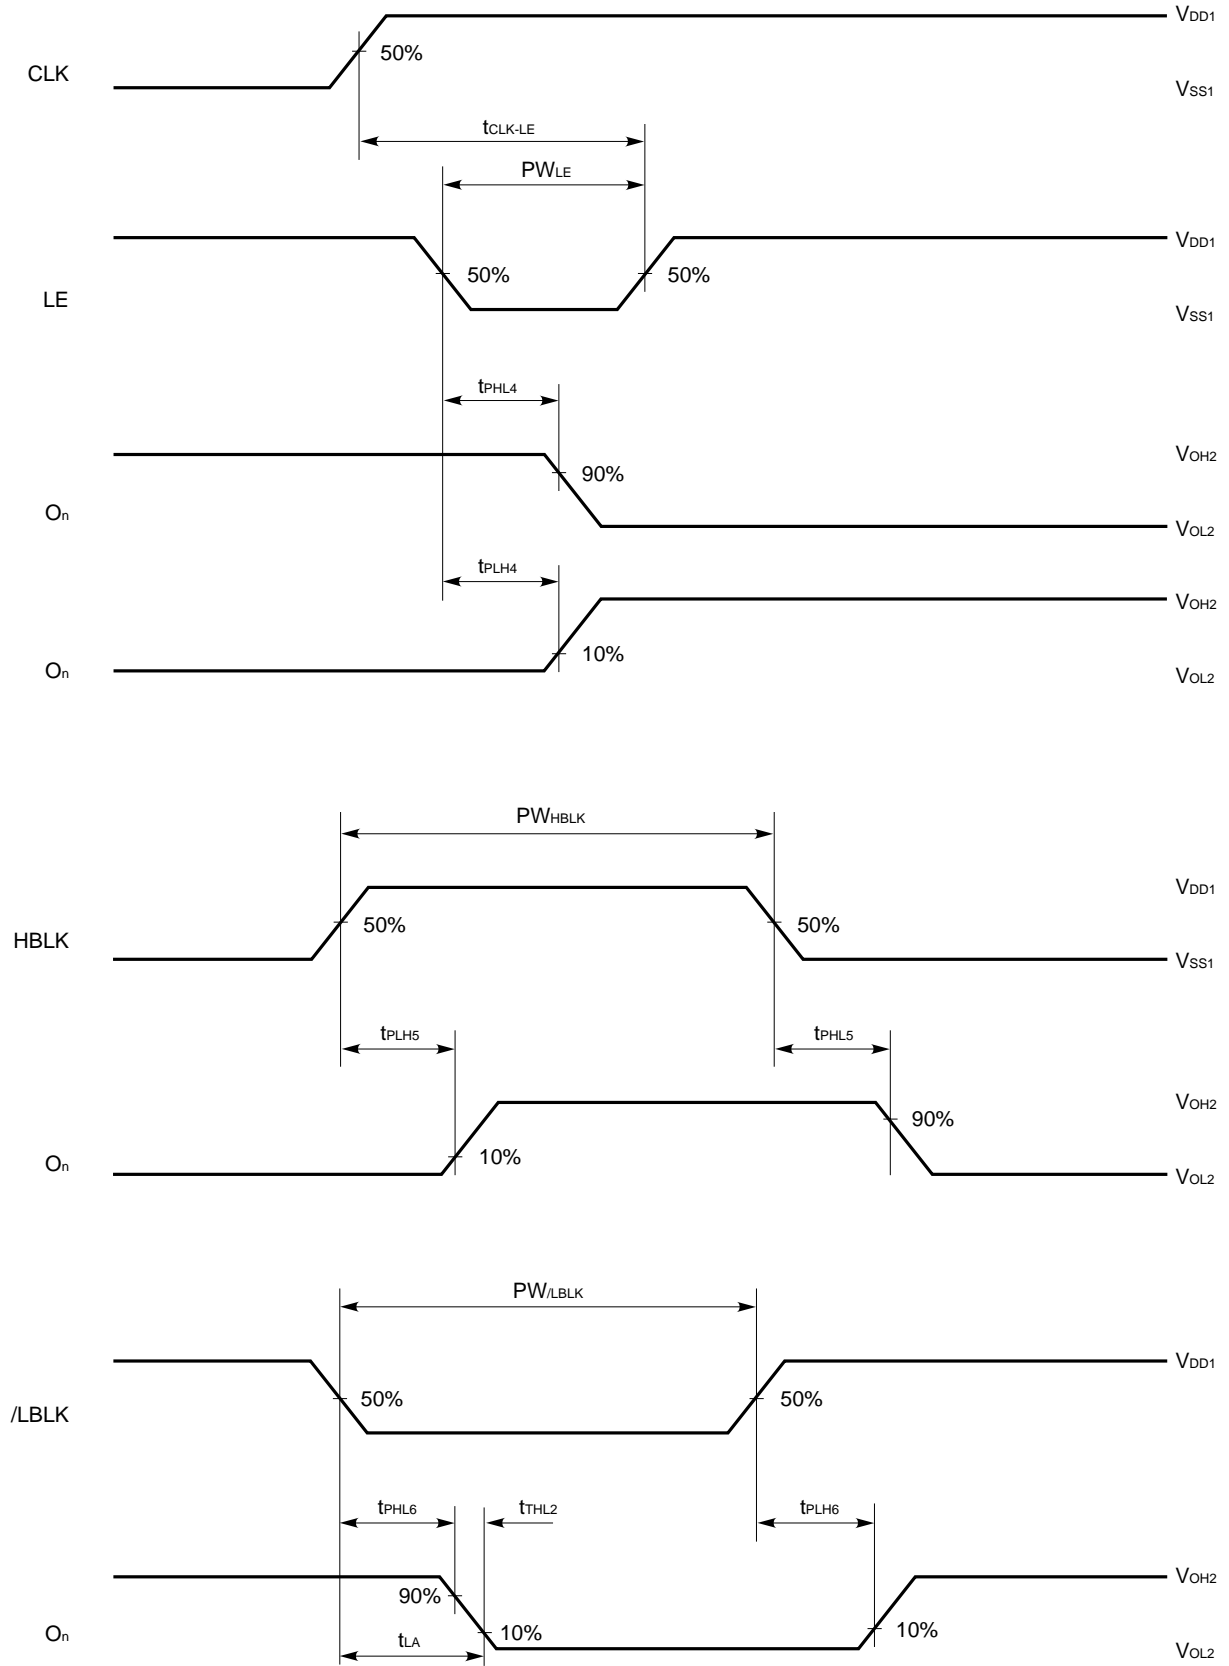 VDD1
50%
CLK
VSS1
tCLK-LE
PWLE
VDD1
50%
50%
LE
VSS1
tPHL4
VOH2
90%
On
VOL2
tPLH4
VOH2
10%
On
VOL2
PWHBLK
VDD1
50%
50%
HBLK
VSS1
tPLH5
tPHL5
VOH2
90%
10%
On
VOL2
PW/LBLK
VDD1
50%
50%
/LBLK
tPHL6
tTHL2
tPLH6
VOH2
90%
10%
10%
On
tLA
VOL2